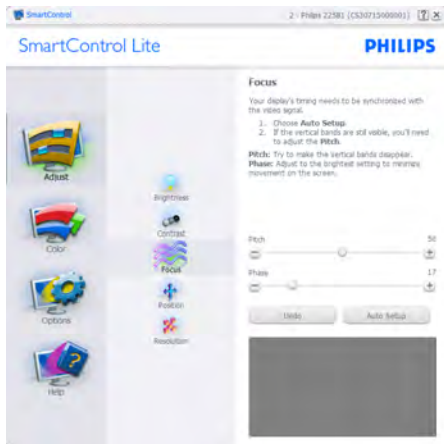 SmartControl
2 - Philips 225B1 (CS30715000001)
SmartControl Lite
PHILIPS
Focus
Your display's timing needs to be synchronized with
the video signal.
1. Choose Auto Setup.
2. If the vertical bands are still visible, you'll need
to adjust the Pitch.
Pitch: Try to make the vertical bands disappear.
Phase: Adjust to the brightest setting to minimize
movement on the screen.
Adjust
Color
Options
Help
Brightness
Contrast
Focus
Position
Resolution
Pitch 50
Phase 17
Undo Auto Setup